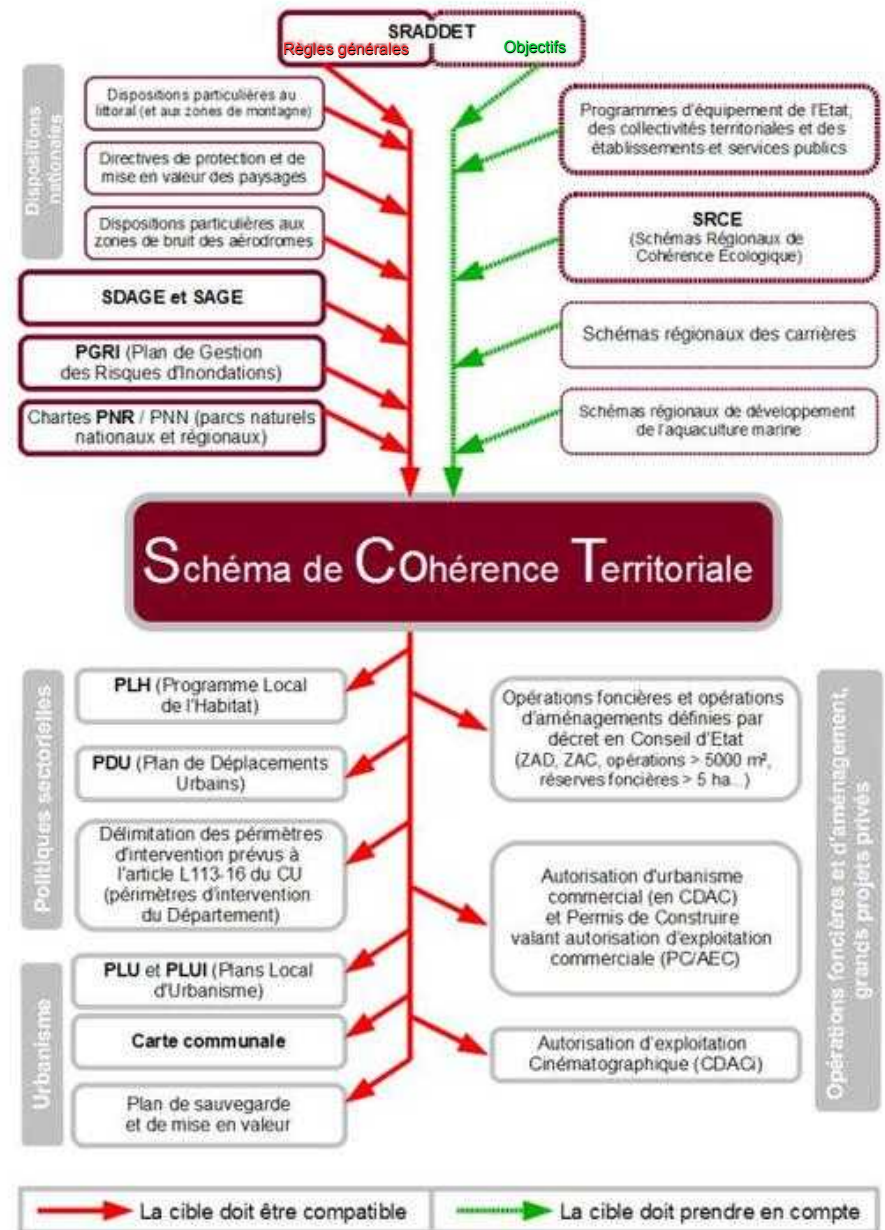 SRADDET
Règles générales
Objectifs
Dispositions
nationales
Dispositions particulières au
littoral (et aux zones de montagne)
Directives de protection et de
mise en valeur des paysages
Dispositions particulières aux
zones de bruit des aérodromes
SDAGE et SAGE
PGRI (Plan de Gestion
des Risques d'Inondations)
Chartes PNR / PNN (parcs naturels
nationaux et régionaux)
Programmes d'équipement de l'Etat,
des collectivités territoriales et des
établissements et services publics
SRCE
(Schémas Régionaux de
Cohérence Ecologique)
Schémas régionaux des carrières
Schémas régionaux de développement
de l'aquaculture marine
Schéma de COhérence Territoriale
Politiques sectorielles
PLH (Programme Local
de l'Habitat)
PDU (Plan de Déplacements
Urbains)
Délimitation des périmètres
d'intervention prévus à
l'article L113-16 du CU
(périmètres d'intervention
du Département)
Urbanisme
PLU et PLUI (Plans Local
d'Urbanisme)
Carte communale
Plan de sauvegarde
et de mise en valeur
Opérations foncières et opérations
d'aménagements définies par
décret en Conseil d'Etat
(ZAD, ZAC, opérations > 5000 m²,
réserves foncières > 5 ha...)
Autorisation d'urbanisme
commercial (en CDAC)
et Permis de Construire
valant autorisation d'exploitation
commerciale (PC/AEC)
Autorisation d'exploitation
Cinématographique (CDACi)
Opérations foncières et d'aménagement,
grands projets privés
La cible doit être compatible
La cible doit prendre en compte